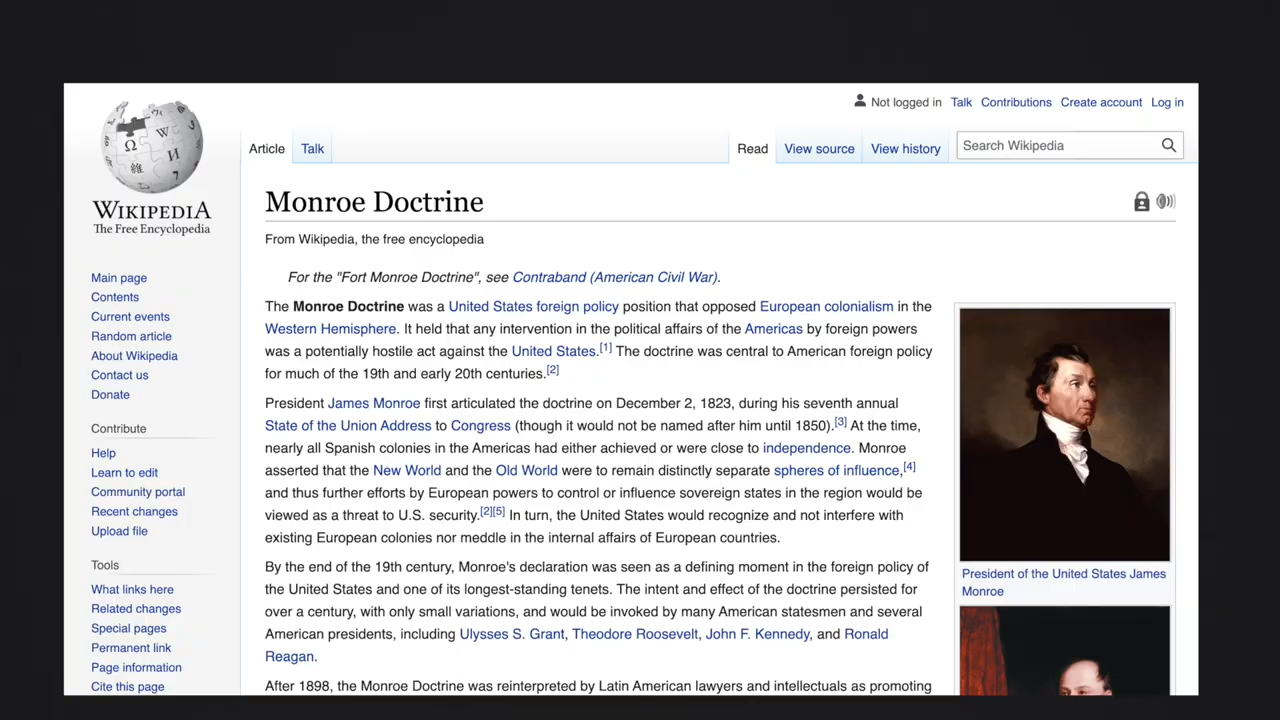 Not logged in Talk Contributions Create account Log in
Article Talk Read View source View history Search Wikipedia
WIKIPEDIA
The Free Encyclopedia
Main page
Contents
Current events
Random article
About Wikipedia
Contact us
Donate
Contribute
Help
Learn to edit
Community portal
Recent changes
Upload file
Tools
What links here
Related changes
Special pages
Permanent link
Page information
Cite this page
Monroe Doctrine
From Wikipedia, the free encyclopedia
For the "Fort Monroe Doctrine", see Contraband (American Civil War).
The Monroe Doctrine was a United States foreign policy position that opposed European colonialism in the
Western Hemisphere. It held that any intervention in the political affairs of the Americas by foreign powers
was a potentially hostile act against the United States.[1] The doctrine was central to American foreign policy
for much of the 19th and early 20th centuries.[2]
President James Monroe first articulated the doctrine on December 2, 1823, during his seventh annual
State of the Union Address to Congress (though it would not be named after him until 1850).[3] At the time,
nearly all Spanish colonies in the Americas had either achieved or were close to independence. Monroe
asserted that the New World and the Old World were to remain distinctly separate spheres of influence,[4]
and thus further efforts by European powers to control or influence sovereign states in the region would be
viewed as a threat to U.S. security.[2][5] In turn, the United States would recognize and not interfere with
existing European colonies nor meddle in the internal affairs of European countries.
By the end of the 19th century, Monroe's declaration was seen as a defining moment in the foreign policy of
the United States and one of its longest-standing tenets. The intent and effect of the doctrine persisted for
over a century, with only small variations, and would be invoked by many American statesmen and several
American presidents, including Ulysses S. Grant, Theodore Roosevelt, John F. Kennedy, and Ronald
Reagan.
After 1898, the Monroe Doctrine was reinterpreted by Latin American lawyers and intellectuals as promoting
President of the United States James
Monroe